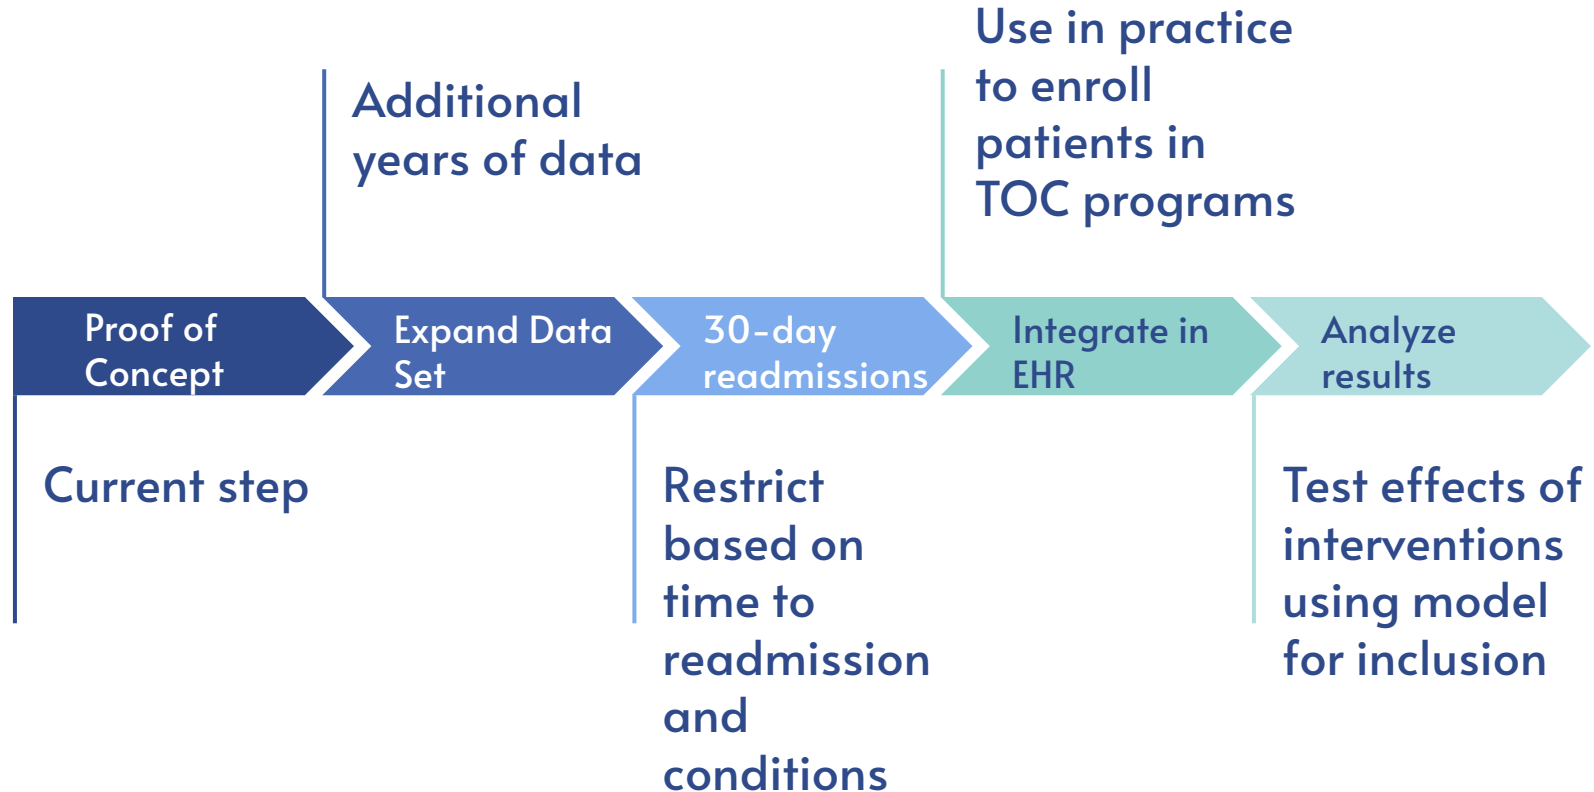 Use in practice
to enroll
patients in
TOC programs
Additional
years of data
Proof of
Concept
Expand Data
Set
30-day
readmissions
Integrate in
EHR
Analyze
results
Current step
Restrict
based on
time to
readmission
and
conditions
Test effects of
interventions
using model
for inclusion